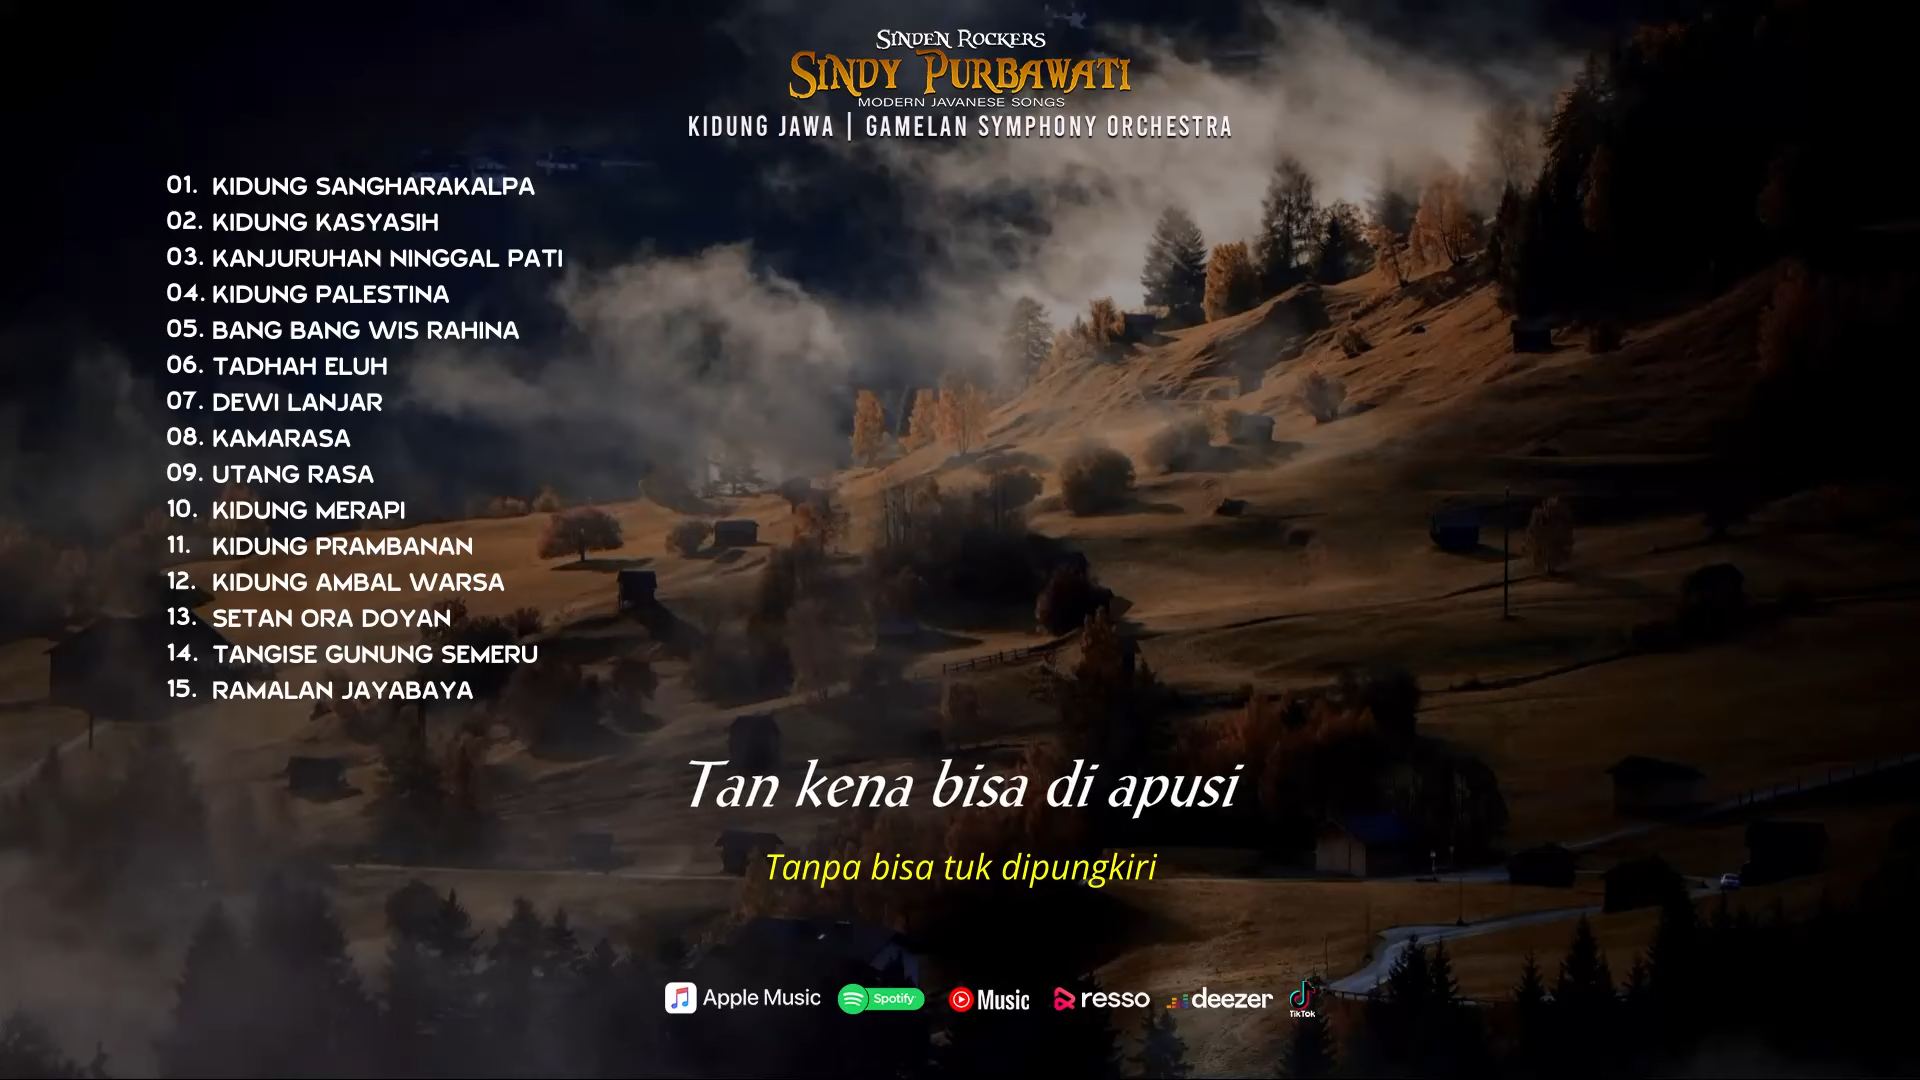 SINDEN ROCKERS
SINDY PURBAWATI
MODERN JAVANESE SONGS
KIDUNG JAWA | GAMELAN SYMPHONY ORCHESTRA
01. KIDUNG SANGHARAKALPA
02. KIDUNG KASYASIH
03. KANJURUHAN NINGGAL PATI
04. KIDUNG PALESTINA
05. BANG BANG WIS RAHINA
06. TADHAH ELUH
07. DEWI LANJAR
08. KAMARASA
09. UTANG RASA
10. KIDUNG MERAPI
11. KIDUNG PRAMBANAN
12. KIDUNG AMBAL WARSA
13. SETAN ORA DOYAN
14. TANGISE GUNUNG SEMERU
15. RAMALAN JAYABAYA
Tan kena bisa di apusi
Tanpa bisa tuk dipungkiri
Apple Music Spotify Music resso deezer TikTok